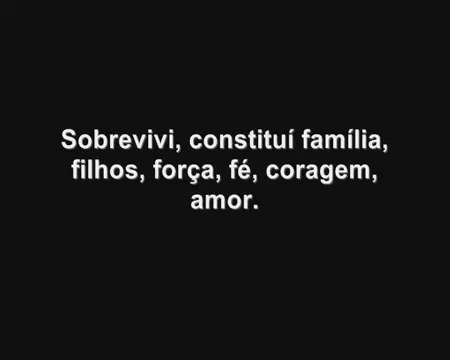 Sobrevivi, constituí família,
filhos, força, fé, coragem,
amor.